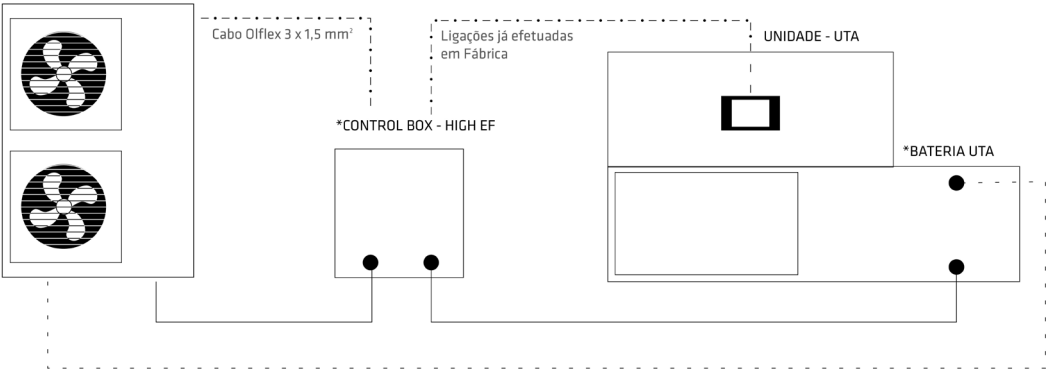 Cabo Olflex 3 x 1,5 mm²
Ligações já efetuadas
em Fábrica
UNIDADE - UTA
*CONTROL BOX - HIGH EF
*BATERIA UTA